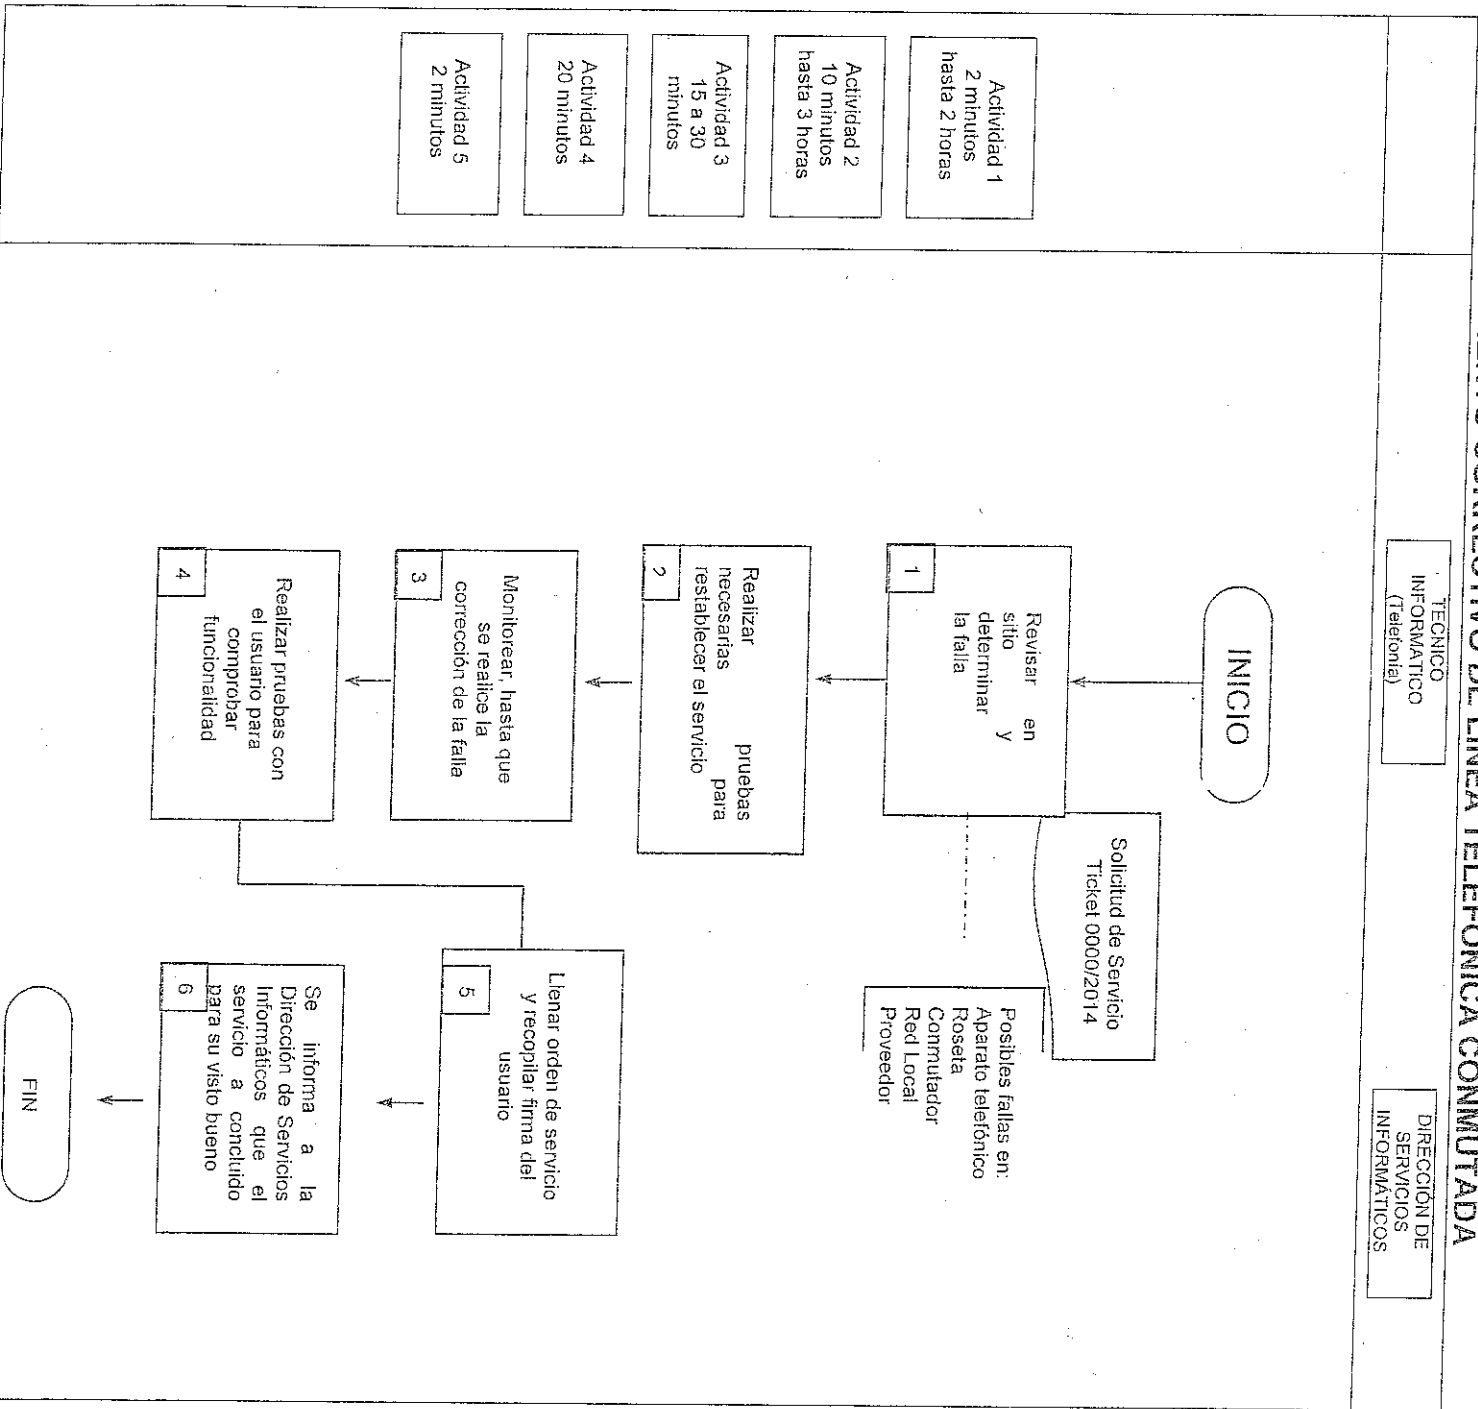 CORRECTIVO DE LINEA TELEFONICA CONMUTADA
TECNICO
INFORMATICO
(Telefonía)
DIRECCIÓN DE
SERVICIOS
INFORMÁTICOS
Actividad 1
2 minutos
hasta 2 horas
Actividad 2
10 minutos
hasta 3 horas
Actividad 3
15 a 30
minutos
Actividad 4
20 minutos
Actividad 5
2 minutos
INICIO
Solicitud de Servicio
Ticket 0000/2014
Revisar en
sitio y
determinar
la falla
1
Posibles fallas en:
Aparato telefónico
Roseta
Conmutador
Red Local
Proveedor
Realizar pruebas
necesarias para
restablecer el servicio
2
Monitorear, hasta que
se realice la
corrección de la falla
3
Realizar pruebas con
el usuario para
comprobar
funcionalidad
4
Llenar orden de servicio
y recopilar firma del
usuario
5
Se informa a la
Dirección de Servicios
Informáticos que el
servicio a concluido
para su visto bueno
6
FIN